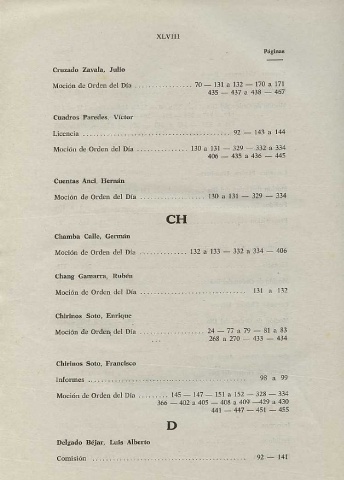 XLVIII
Páginas
Cruzado Zavala, Julio
Moción de Orden del Día .............. 70 — 131 a 132 — 170 a 171
435 — 437 a 438 — 467
Cuadros Paredes, Víctor
Licencia .............. 92 — 143 a 144
Moción de Orden del Día .............. 130 a 131 — 329 — 332 a 334
406 — 435 a 436 — 445
Cuentas Ancí, Hernán
Moción de Orden del Día .............. 130 a 131 — 329 — 334
CH
Chamba Calle, Germán
Moción de Orden del Día .............. 132 a 133 — 332 a 334 — 406
Chang Gamarra, Rubén
Moción de Orden del Día .............. 131 a 132
Chirinos Soto, Enrique
Moción de Orden del Día .............. 24 — 77 a 79 — 81 a 83
268 a 270 — 433 — 434
Chirinos Soto, Francisco
Informes .............. 98 a 99
Moción de Orden del Día .............. 145 — 147 — 151 a 152 — 328 — 334
366 — 402 a 405 — 408 a 409 — 429 a 430
441 — 447 — 451 — 455
D
Delgado Béjar, Luis Alberto
Comisión .............. 92 — 141